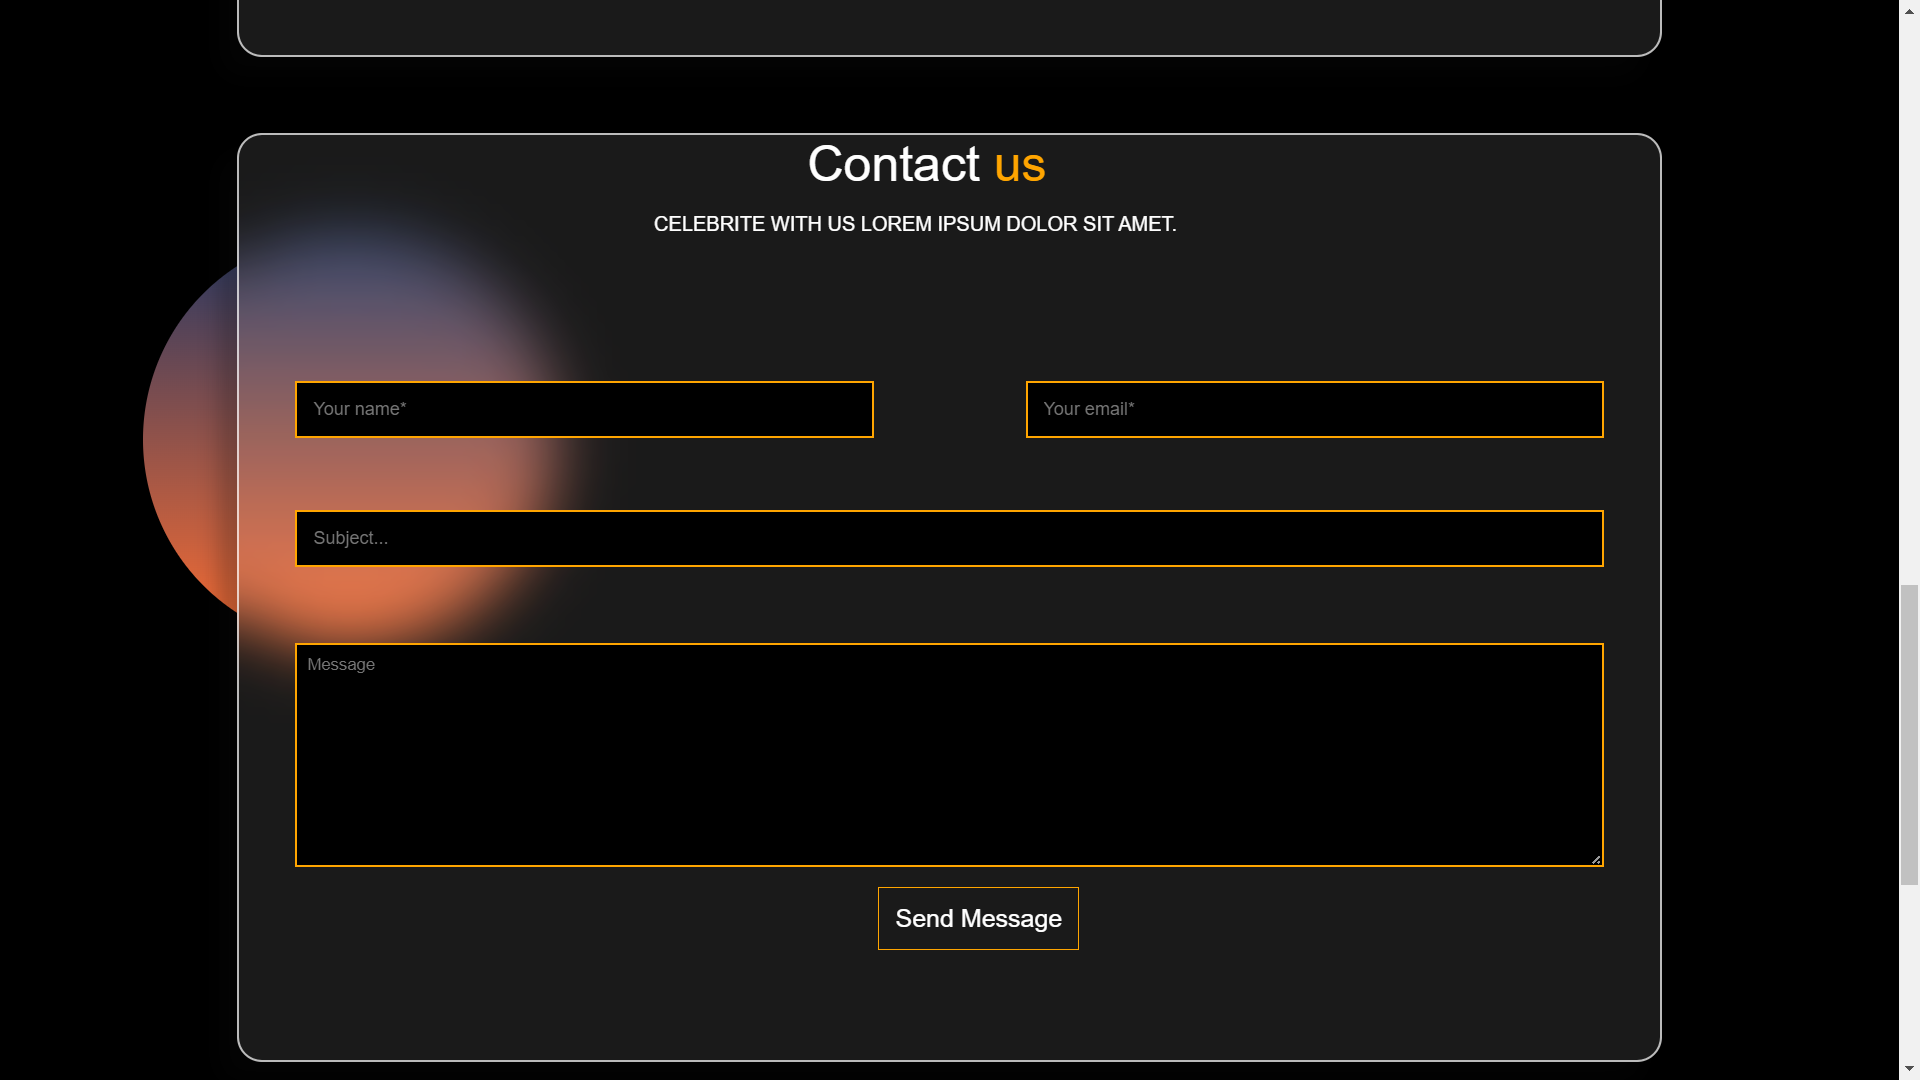 Contact us
CELEBRITE WITH US LOREM IPSUM DOLOR SIT AMET.
Your name*
Your email*
Subject...
Message
Send Message